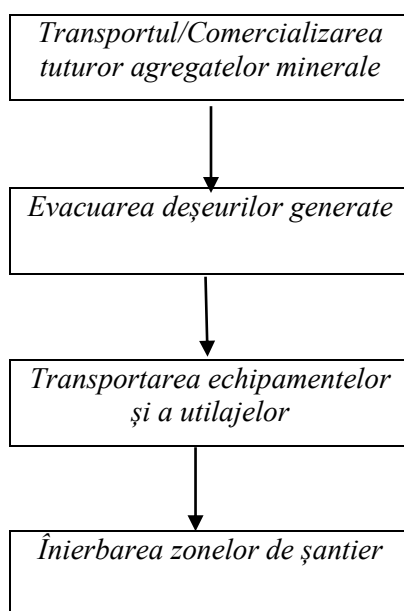 Transportul/Comercializarea
tuturor agregatelor minerale
Evacuarea deșeurilor generate
Transportarea echipamentelor
și a utilajelor
Înierbarea zonelor de șantier